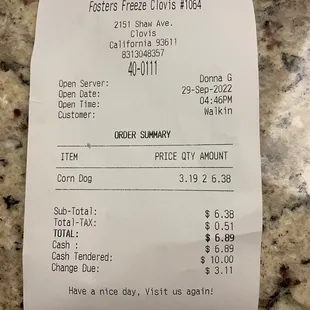 Fosters Freeze Clovis #1064
2151 Shaw Ave.
Clovis
California 93611
8313048357
40-0111
Open Server: Donna G
Open Date: 29-Sep-2022
Open Time: 04:46PM
Customer: Walkin
ORDER SUMMARY
ITEM PRICE QTY AMOUNT
Corn Dog 3.19 2 6.38
Sub-Total: $ 6.38
Total-TAX: $ 0.51
TOTAL: $ 6.89
Cash : $ 6.89
Cash Tendered: $ 10.00
Change Due: $ 3.11
Have a nice day, Visit us again!